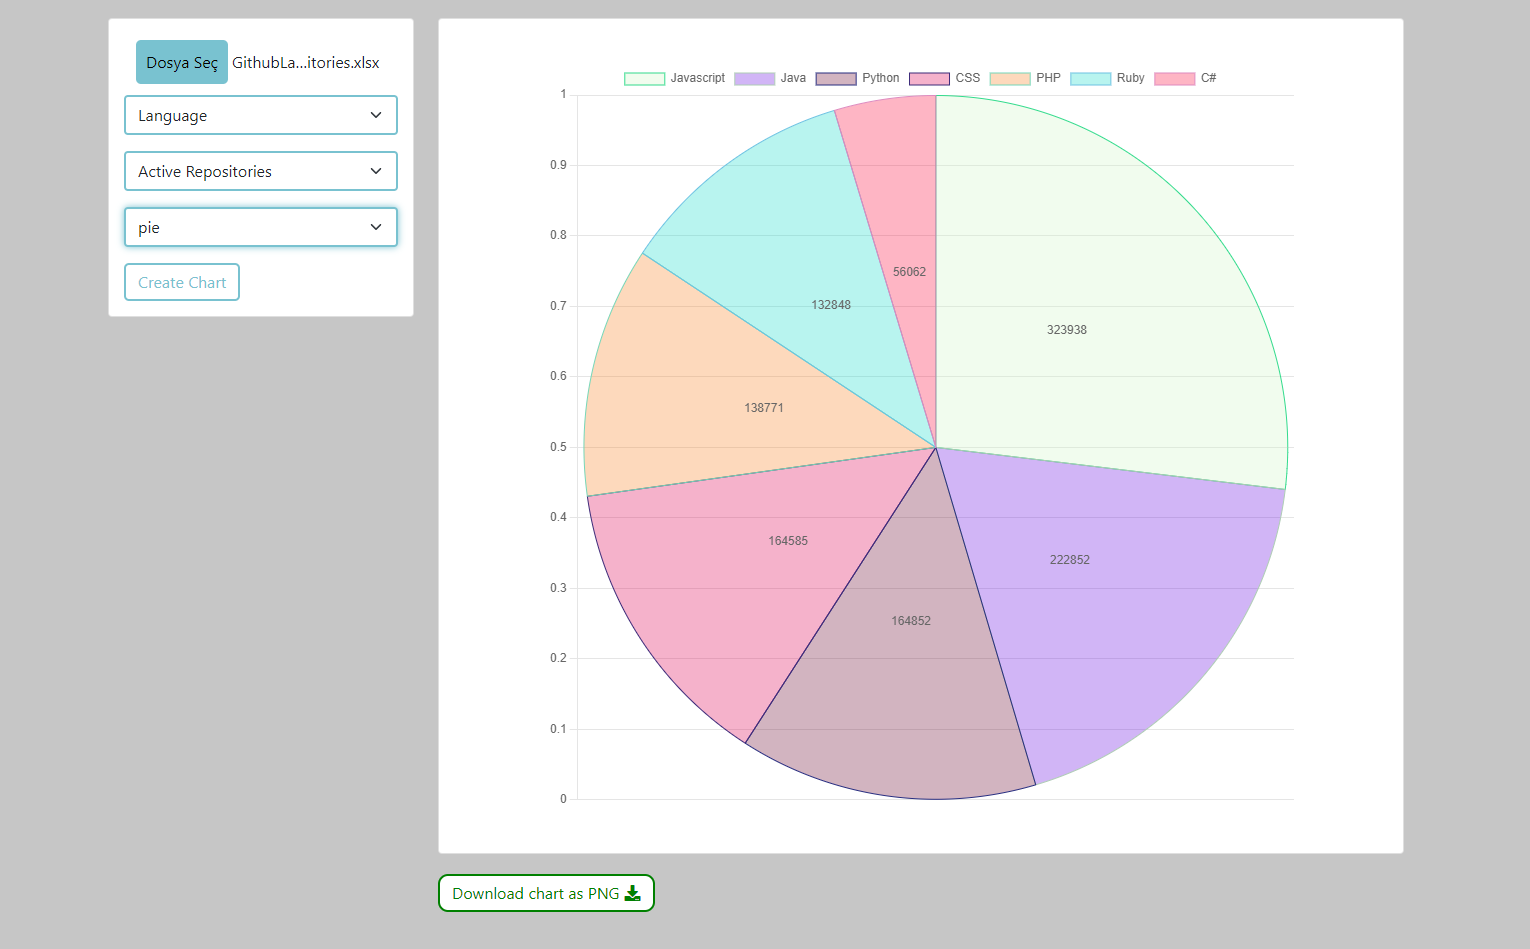 Dosya Seç GithubLa...itories.xlsx
Language
Active Repositories
pie
Create Chart
Javascript Java Python CSS PHP Ruby C#
1
0.9
0.8
0.7
0.6
0.5
0.4
0.3
0.2
0.1
0
56062
132848
323938
138771
164585
222852
164852
Download chart as PNG